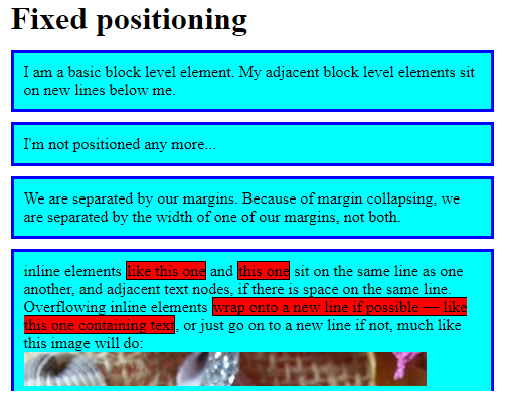 Fixed positioning
I am a basic block level element. My adjacent block level elements sit
on new lines below me.
I'm not positioned any more...
We are separated by our margins. Because of margin collapsing, we
are separated by the width of one of our margins, not both.
inline elements like this one and this one sit on the same line as one
another, and adjacent text nodes, if there is space on the same line.
Overflowing inline elements wrap onto a new line if possible — like
this one containing text, or just go on to a new line if not, much like
this image will do: